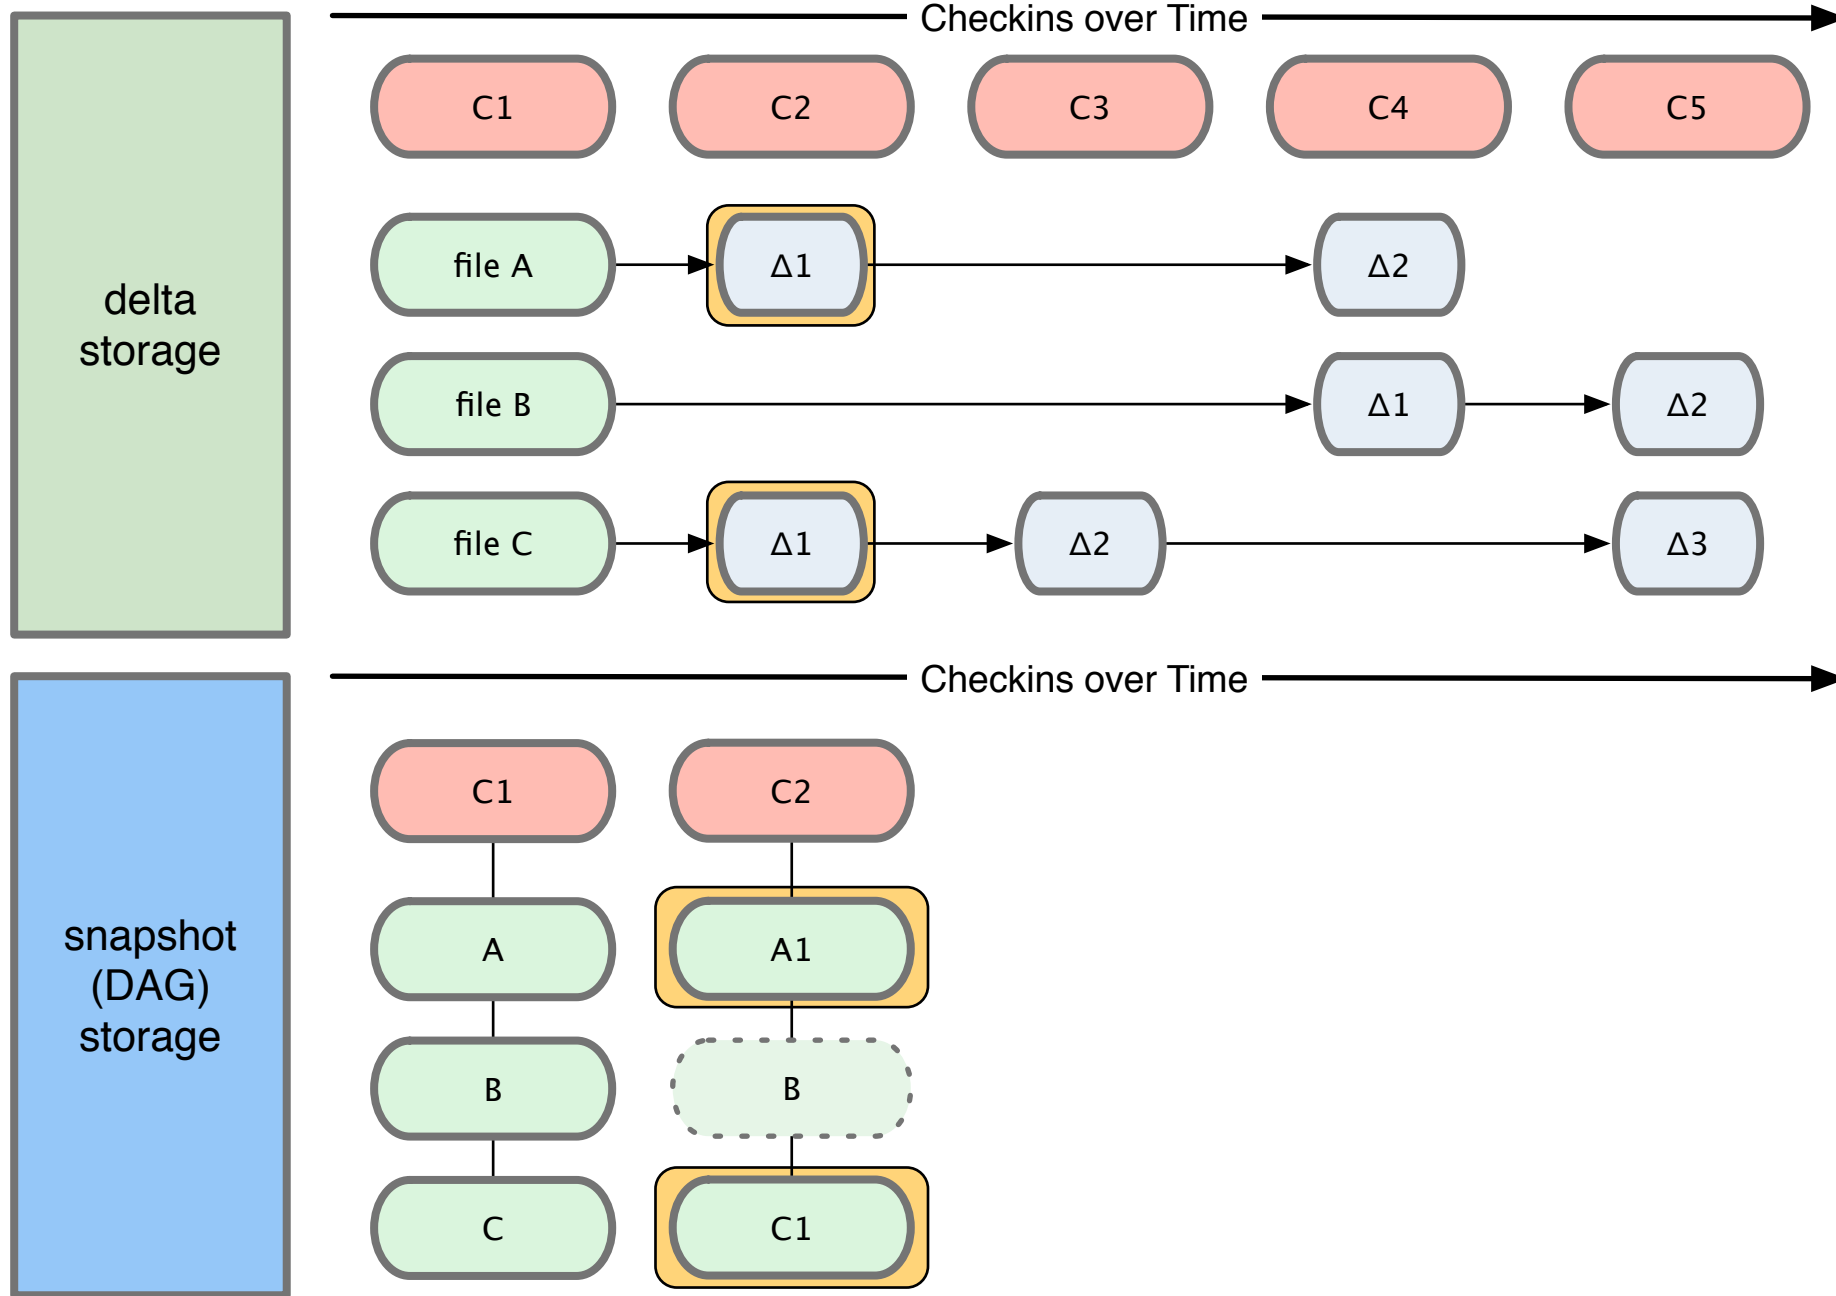 Checkins over Time
C1 C2 C3 C4 C5
delta
storage
file A Δ1 Δ2
file B Δ1 Δ2
file C Δ1 Δ2 Δ3
Checkins over Time
C1 C2
snapshot
(DAG)
storage
A A1
B B
C C1